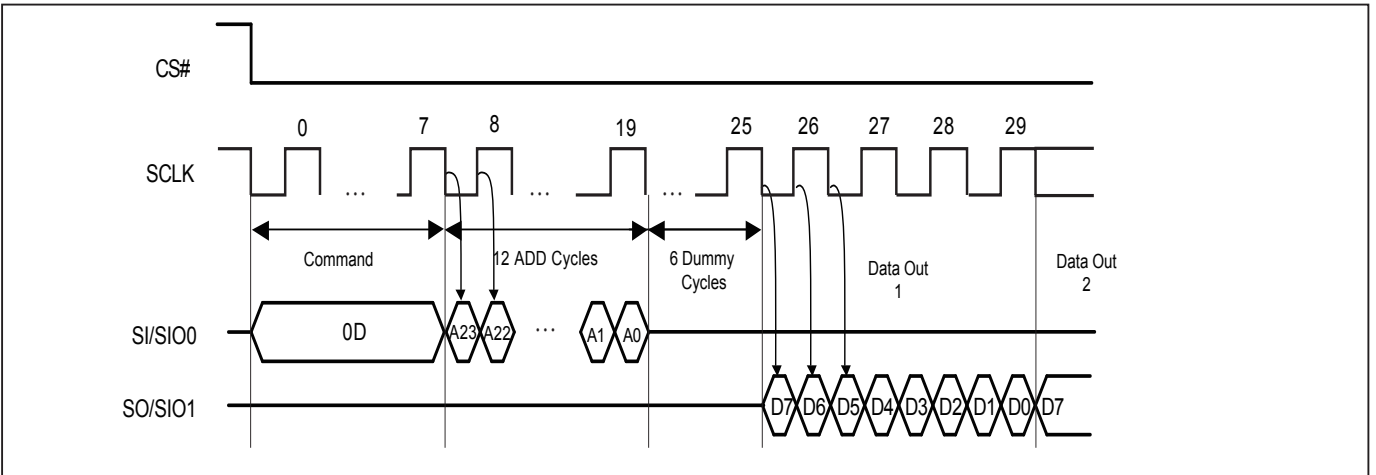 CS#
0 7 8 19 25 26 27 28 29
SCLK
... ... ...
Command
12 ADD Cycles
6 Dummy
Cycles
Data Out
1
Data Out
2
SI/SIO0
0D A23 A22 ... A1 A0
SO/SIO1
D7 D6 D5 D4 D3 D2 D1 D0 D7